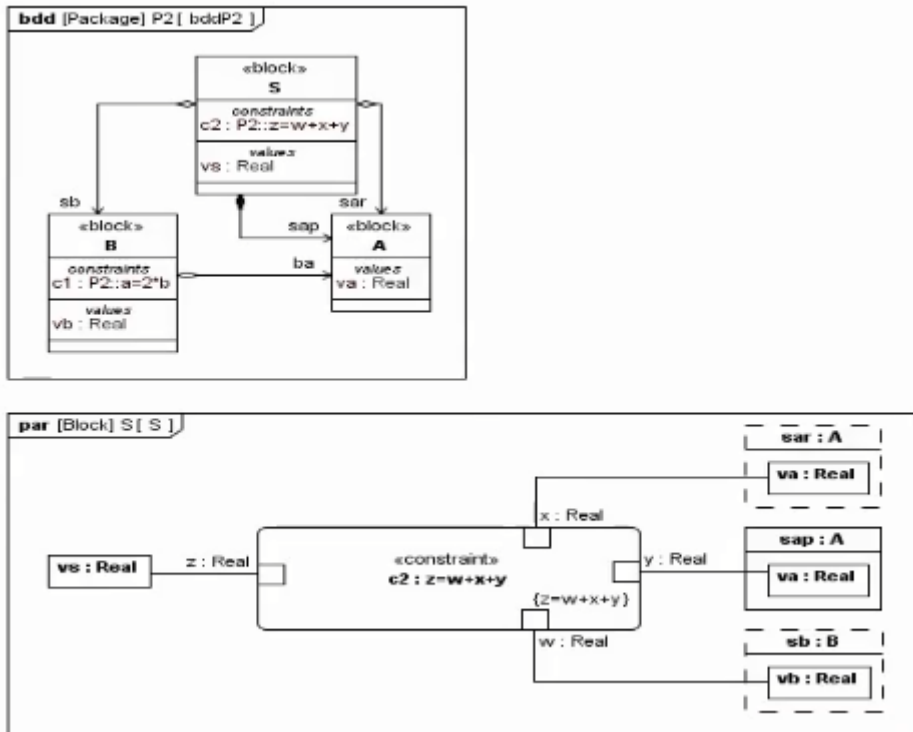 bdd [Package] P2 [ bddP2 ]
«block»
S
constraints
c2 : P2::z=w+x+y
values
vs : Real
sb
sap
sar
«block»
B
constraints
c1 : P2::a=2*b
values
vb : Real
ba
«block»
A
values
va : Real
par [Block] S [ S ]
sar : A
va : Real
x : Real
vs : Real
z : Real
«constraint»
c2 : z=w+x+y
{z=w+x+y}
y : Real
sap : A
va : Real
w : Real
sb : B
vb : Real